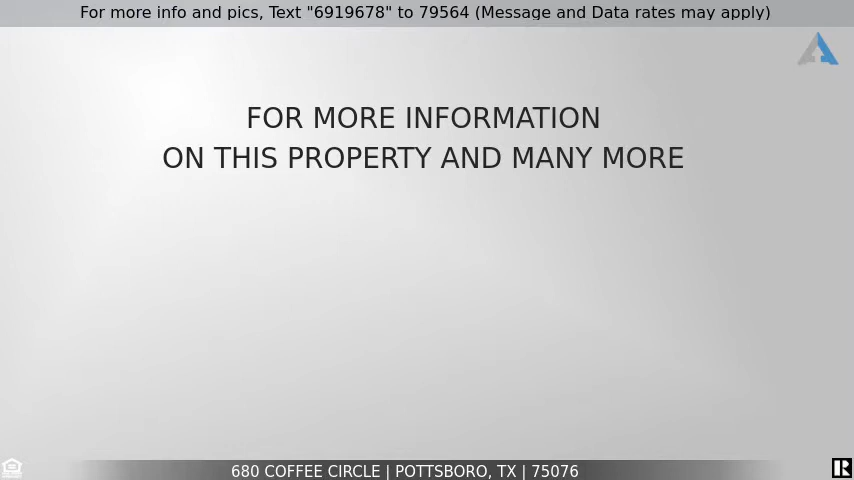 For more info and pics, Text "6919678" to 79564 (Message and Data rates may apply)
FOR MORE INFORMATION
ON THIS PROPERTY AND MANY MORE
680 COFFEE CIRCLE | POTTSBORO, TX | 75076